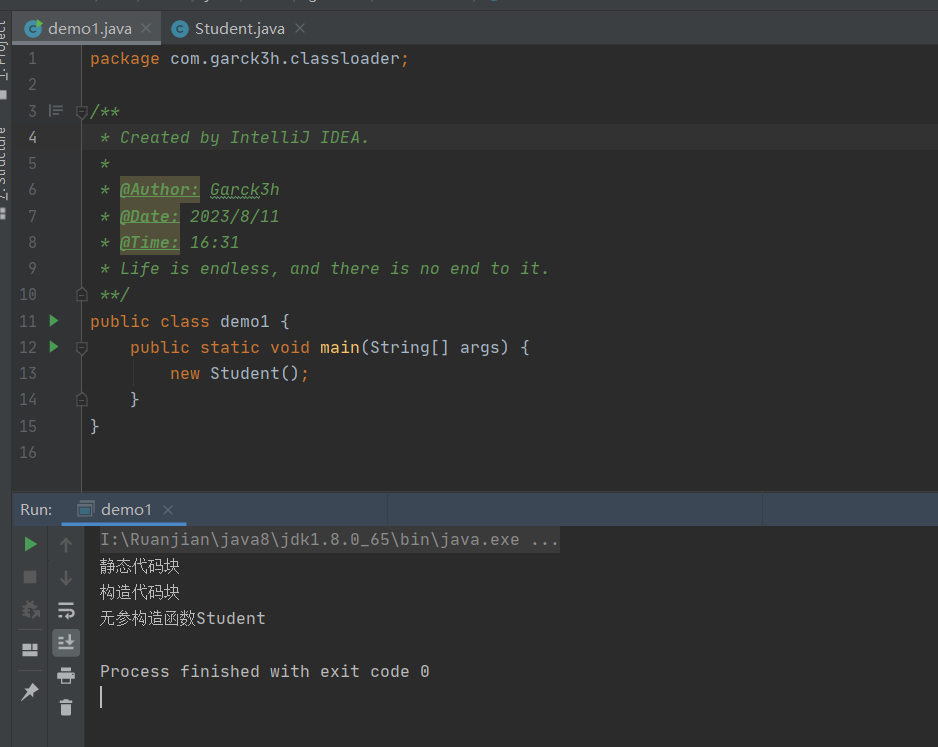 demo1.java
Student.java
1 package com.garck3h.classloader;
2
3 /**
4 * Created by IntelliJ IDEA.
5 *
6 * @Author: Garck3h
7 * @Date: 2023/8/11
8 * @Time: 16:31
9 * Life is endless, and there is no end to it.
10 **/
11 public class demo1 {
12 public static void main(String[] args) {
13 new Student();
14 }
15 }
16
Run: demo1
I:\Ruanjian\java8\jdk1.8.0_65\bin\java.exe ...
静态代码块
构造代码块
无参构造函数Student
Process finished with exit code 0